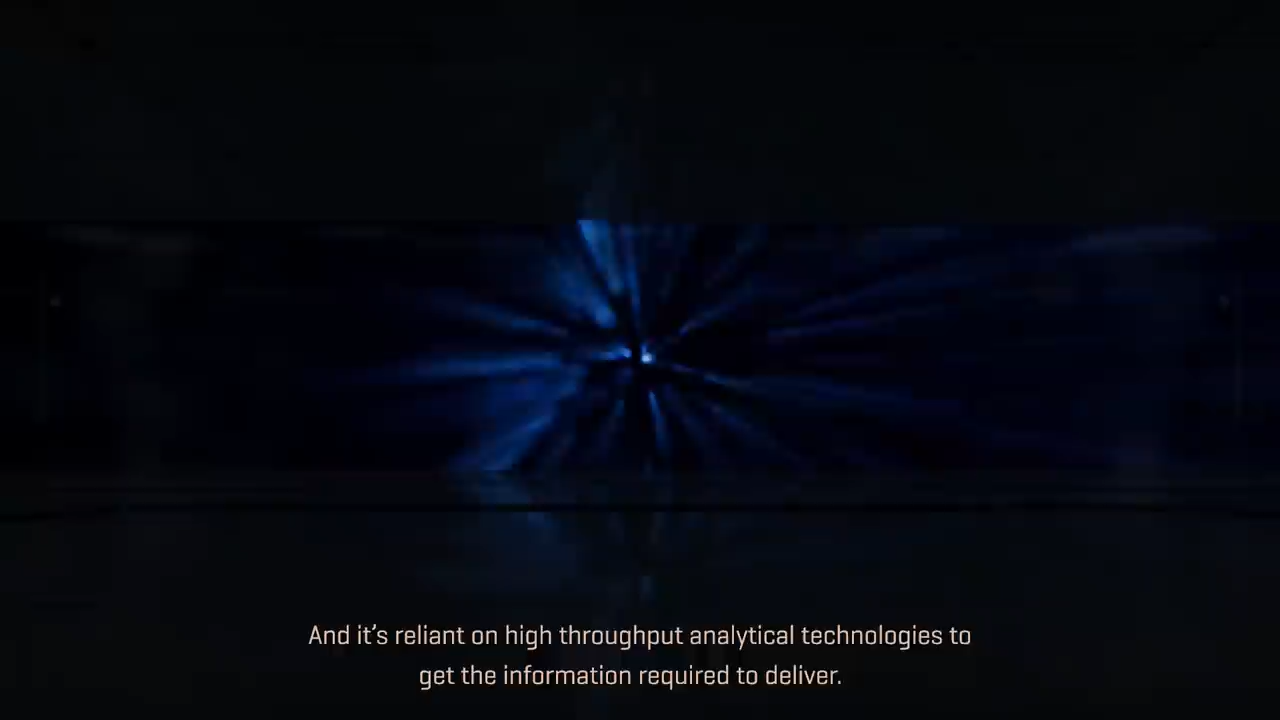 And it’s reliant on high throughput analytical technologies to
get the information required to deliver.